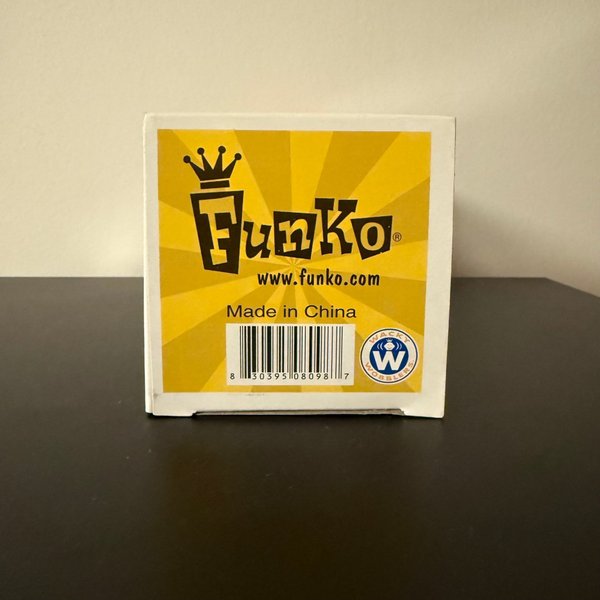 Funko®
www.funko.com
Made in China
8 30395 08098 7
WACKY
W
WOBBLERS